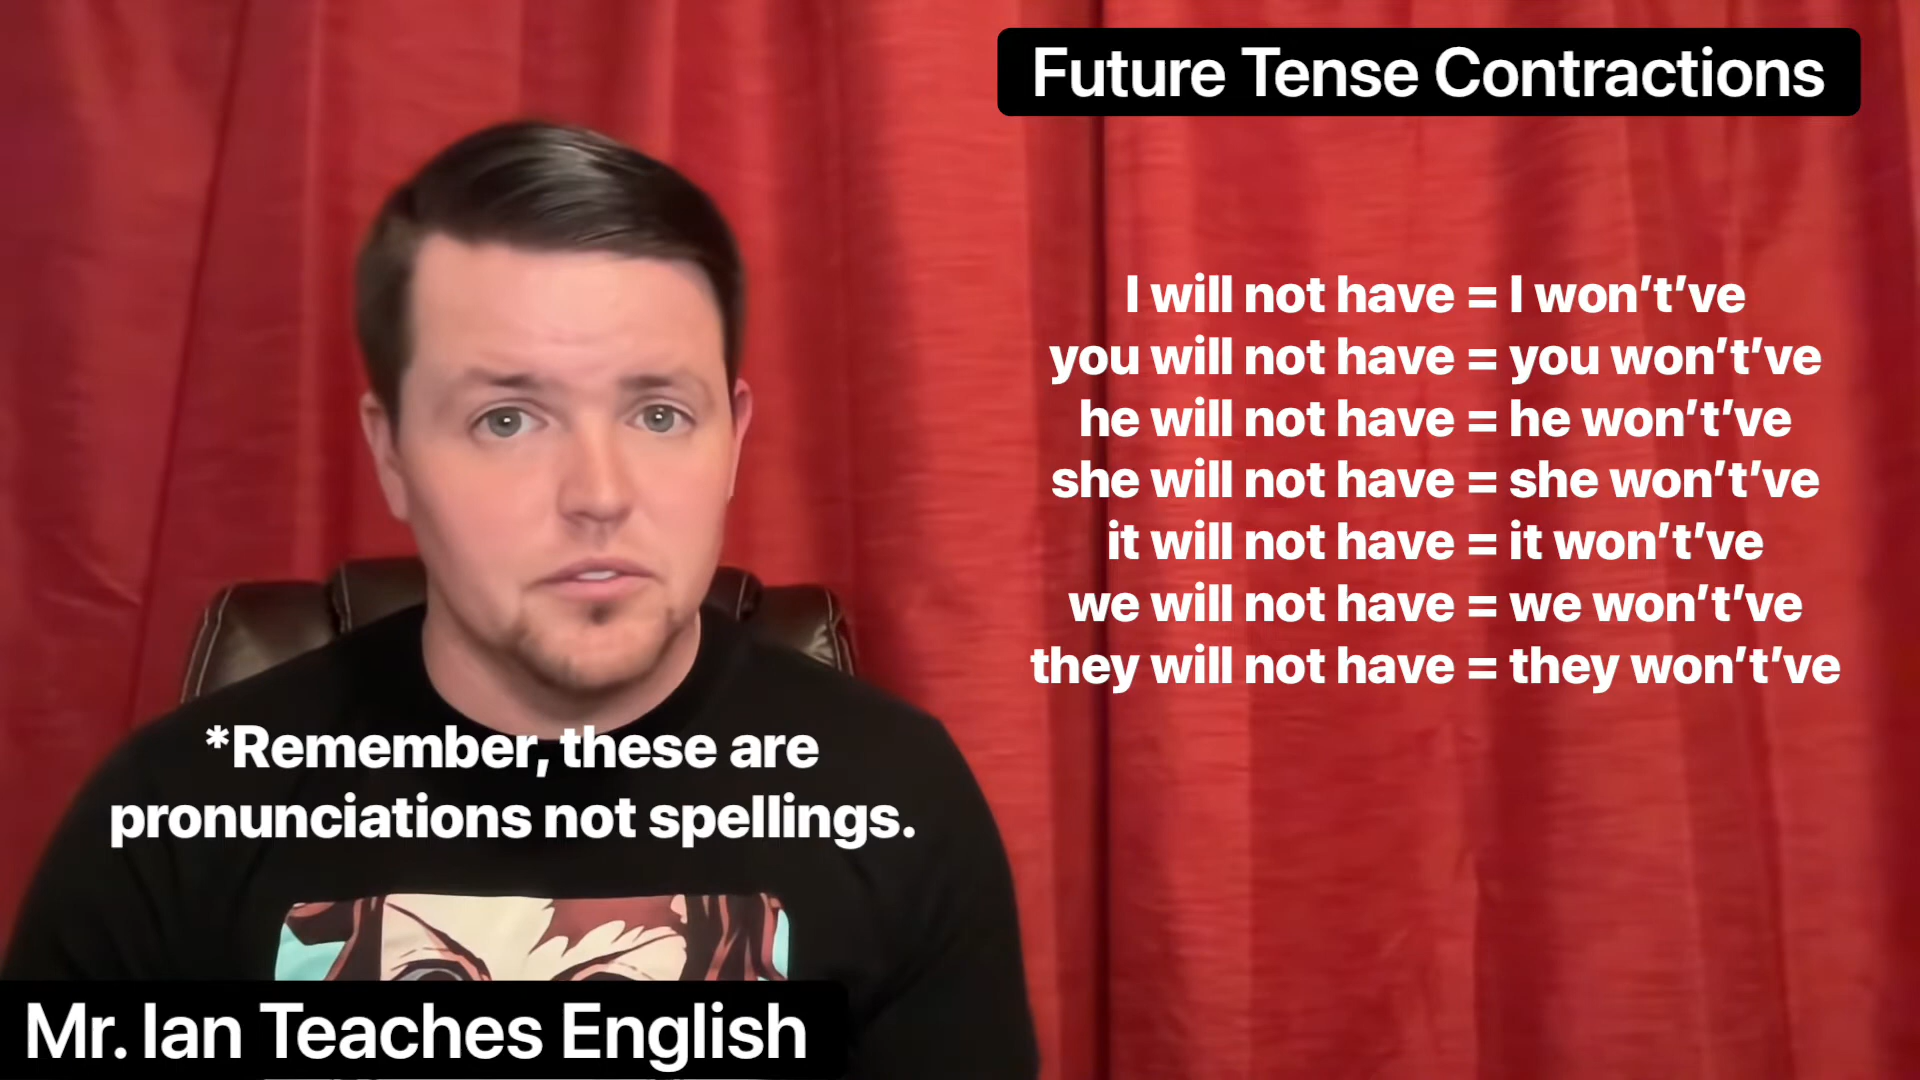 Future Tense Contractions
I will not have = I won’t’ve
you will not have = you won’t’ve
he will not have = he won’t’ve
she will not have = she won’t’ve
it will not have = it won’t’ve
we will not have = we won’t’ve
they will not have = they won’t’ve
*Remember, these are
pronunciations not spellings.
Mr. Ian Teaches English